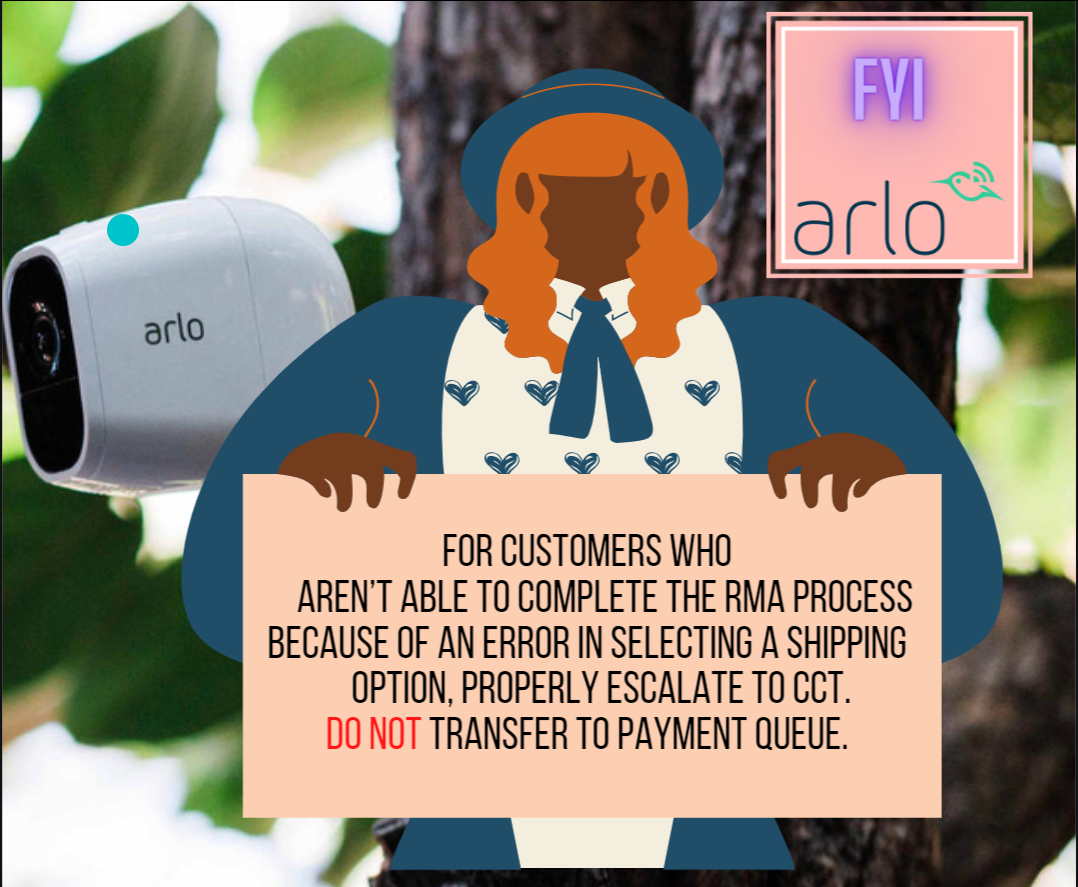 FYI
arlo
arlo
FOR CUSTOMERS WHO
AREN'T ABLE TO COMPLETE THE RMA PROCESS
BECAUSE OF AN ERROR IN SELECTING A SHIPPING
OPTION, PROPERLY ESCALATE TO CCT.
DO NOT TRANSFER TO PAYMENT QUEUE.